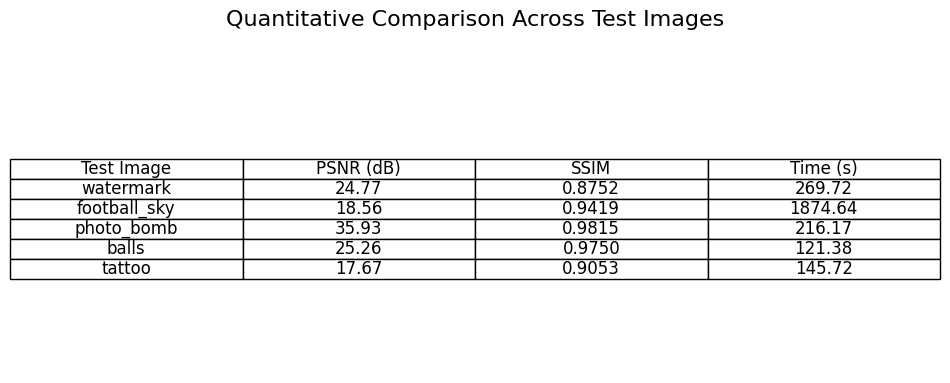 Quantitative Comparison Across Test Images
Test Image PSNR (dB) SSIM Time (s)
watermark 24.77 0.8752 269.72
football_sky 18.56 0.9419 1874.64
photo_bomb 35.93 0.9815 216.17
balls 25.26 0.9750 121.38
tattoo 17.67 0.9053 145.72